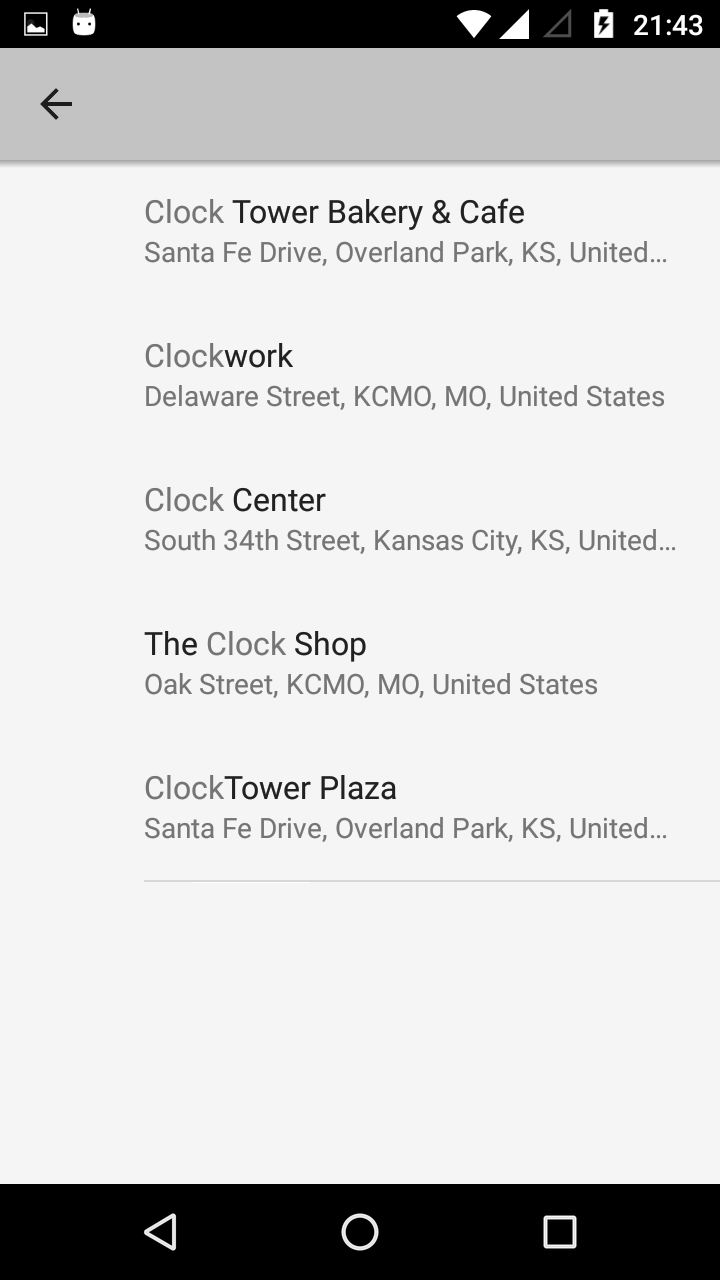 21:43
Clock Tower Bakery & Cafe
Santa Fe Drive, Overland Park, KS, United...
Clockwork
Delaware Street, KCMO, MO, United States
Clock Center
South 34th Street, Kansas City, KS, United...
The Clock Shop
Oak Street, KCMO, MO, United States
ClockTower Plaza
Santa Fe Drive, Overland Park, KS, United...